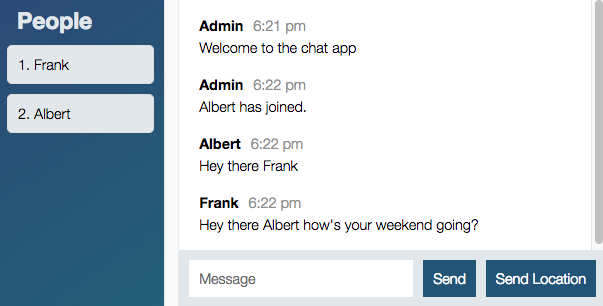 People
1. Frank
2. Albert
Admin 6:21 pm
Welcome to the chat app
Admin 6:22 pm
Albert has joined.
Albert 6:22 pm
Hey there Frank
Frank 6:22 pm
Hey there Albert how's your weekend going?
Message
Send
Send Location